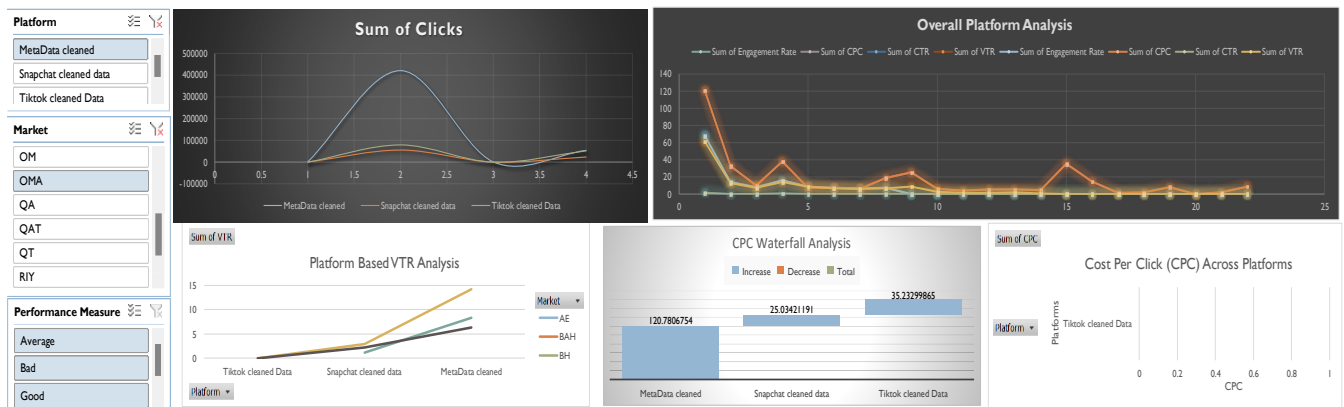 Platform
MetaData cleaned
Snapchat cleaned data
Tiktok cleaned Data
Market
OM
OMA
QA
QAT
QT
RIY
Performance Measure
Average
Bad
Good
Sum of Clicks
500000
400000
300000
200000
100000
0
-100000
0 0.5 1 1.5 2 2.5 3 3.5 4 4.5
MetaData cleaned Snapchat cleaned data Tiktok cleaned Data
Overall Platform Analysis
Sum of Engagement Rate Sum of CPC Sum of CTR Sum of VTR Sum of Engagement Rate Sum of CPC Sum of CTR Sum of VTR
140
120
100
80
60
40
20
0
0 5 10 15 20 25
Sum of VTR
Platform Based VTR Analysis
15
10
5
0
Tiktok cleaned Data Snapchat cleaned data MetaData cleaned
Market
AE
BAH
BH
Platform
CPC Waterfall Analysis
Increase Decrease Total
120.7806754
25.03421191
35.23299865
MetaData cleaned Snapchat cleaned data Tiktok cleaned Data
Sum of CPC
Cost Per Click (CPC) Across Platforms
Platform
Platforms
Tiktok cleaned Data
0 0.2 0.4 0.6 0.8 1
CPC